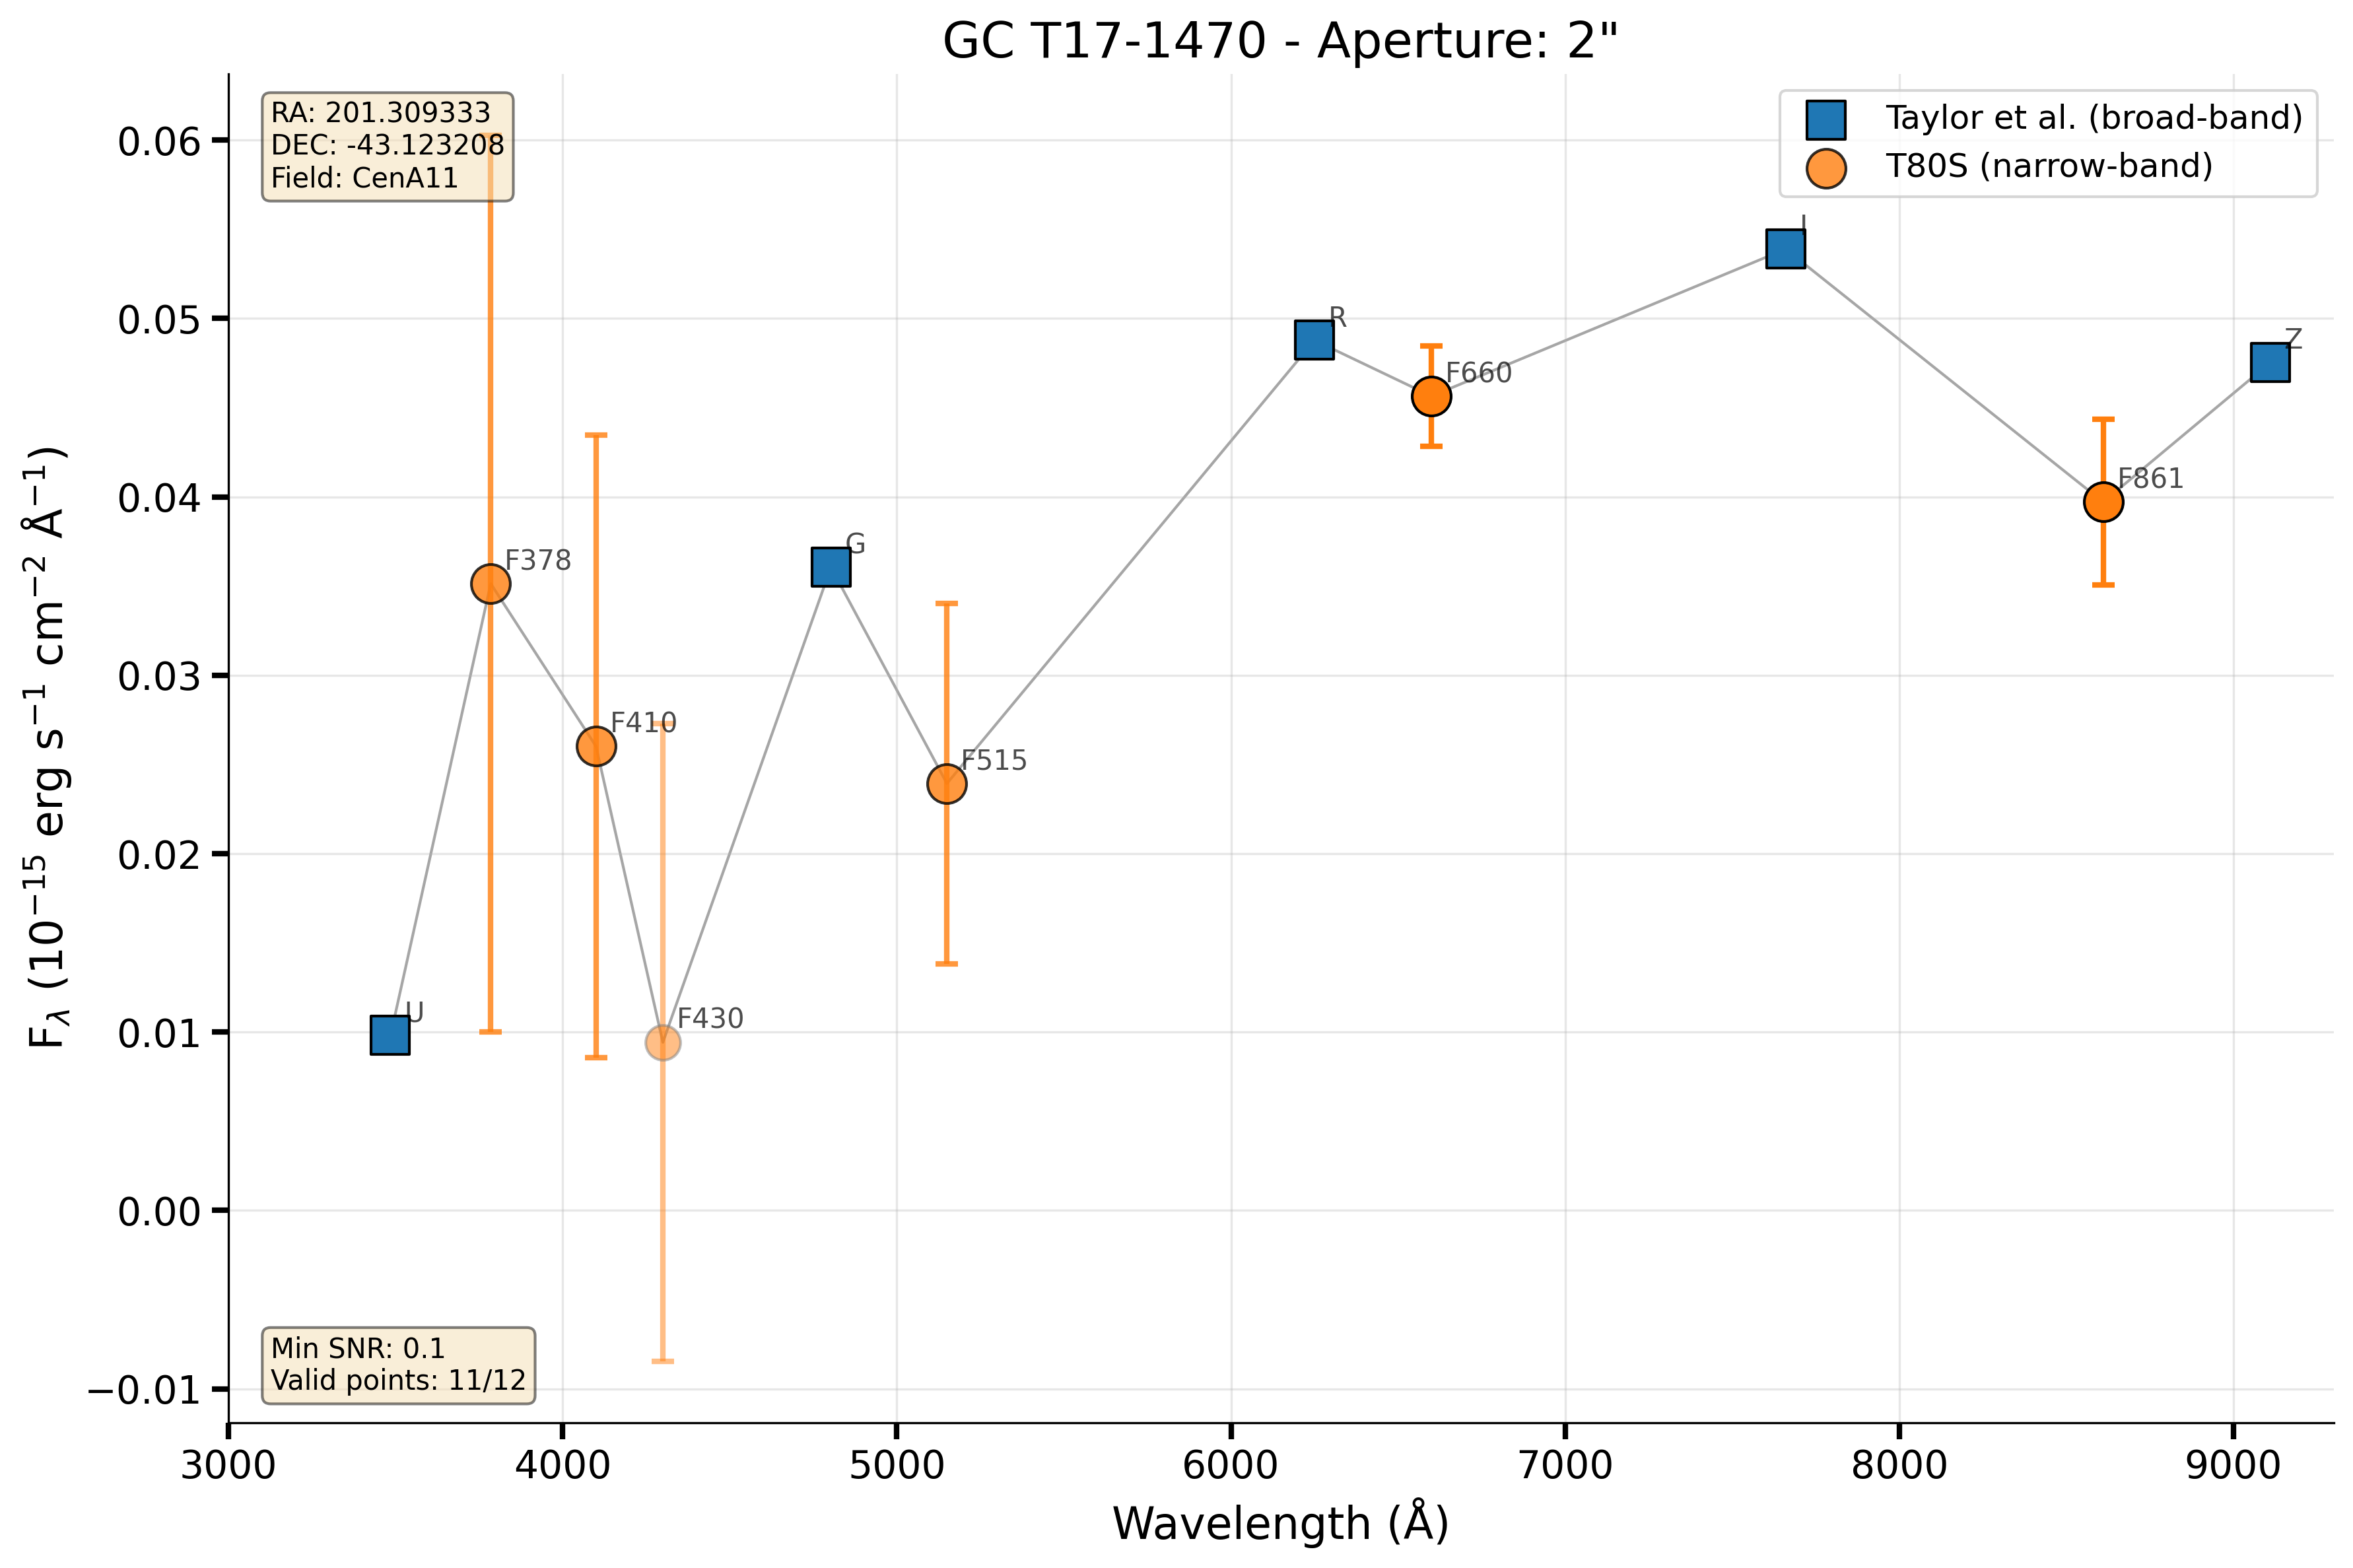 GC T17-1470 - Aperture: 2"
RA: 201.309333
DEC: -43.123208
Field: CenA11
Taylor et al. (broad-band)
T80S (narrow-band)
0.06
0.05
0.04
0.03
0.02
0.01
0.00
−0.01
F_λ (10⁻¹⁵ erg s⁻¹ cm⁻² Å⁻¹)
U
F378
F410
F430
G
F515
R
F660
I
F861
Z
Min SNR: 0.1
Valid points: 11/12
3000 4000 5000 6000 7000 8000 9000
Wavelength (Å)